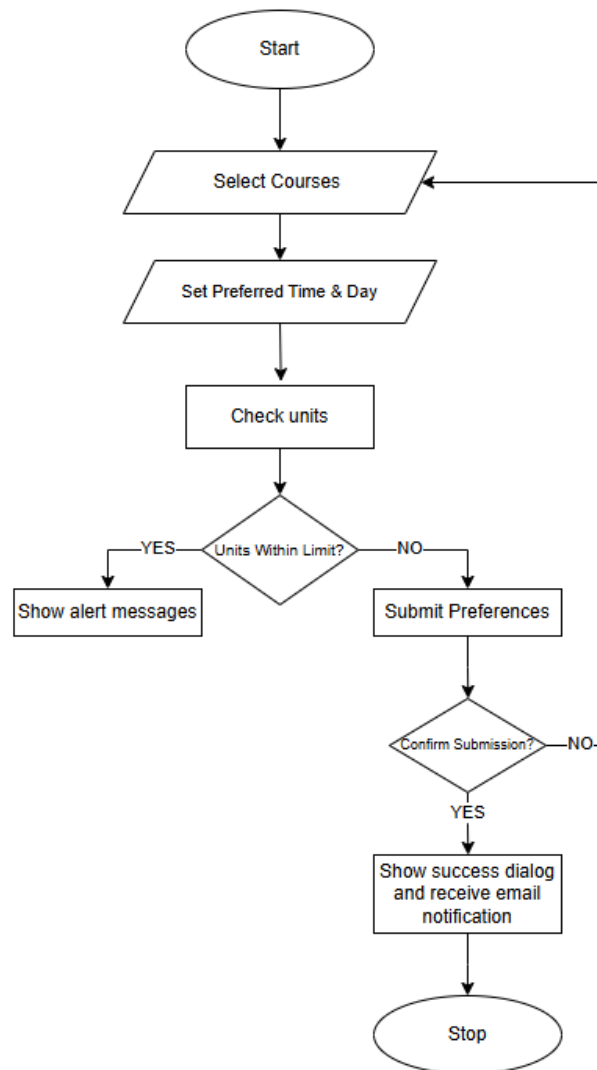 Start
Select Courses
Set Preferred Time & Day
Check units
YES
Units Within Limit?
NO
Show alert messages
Submit Preferences
Confirm Submission?
NO
YES
Show success dialog
and receive email
notification
Stop